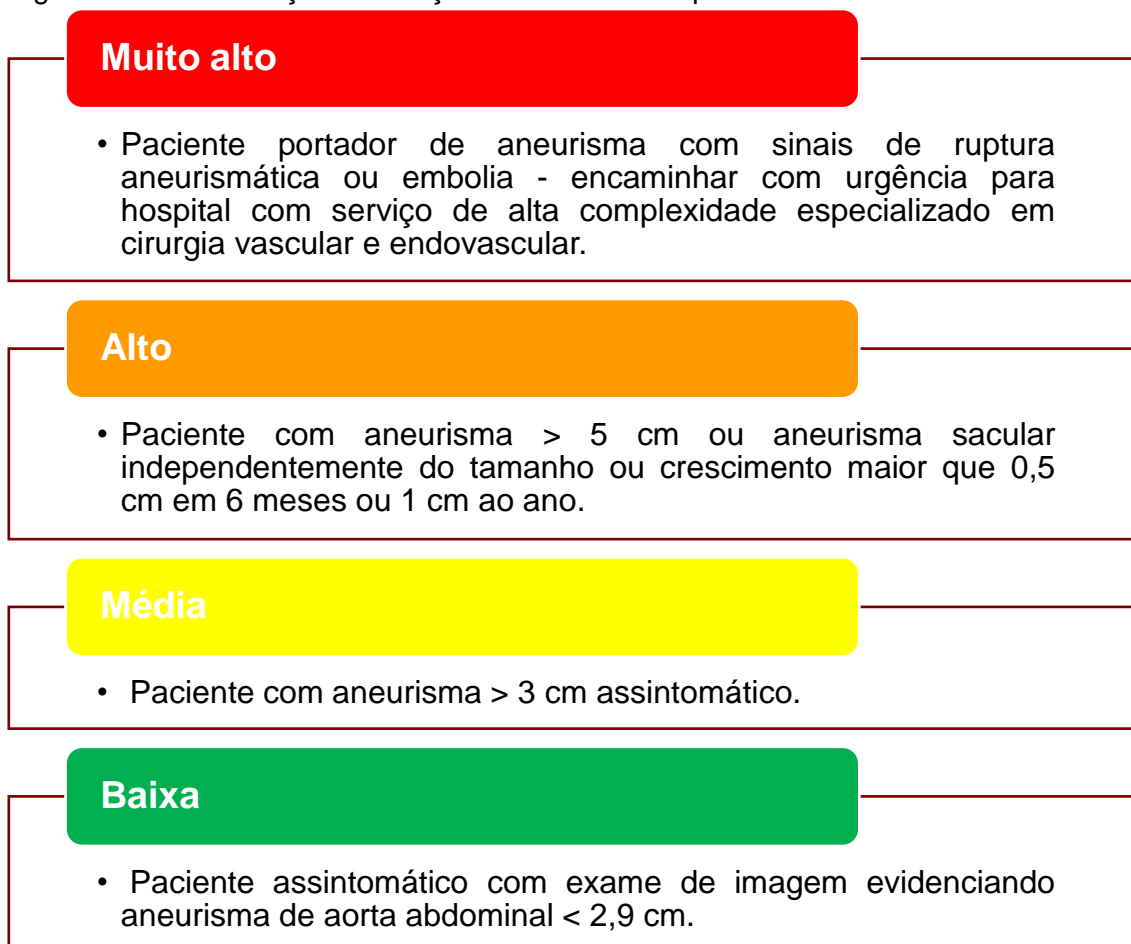 Muito alto
• Paciente portador de aneurisma com sinais de ruptura
aneurismática ou embolia - encaminhar com urgência para
hospital com serviço de alta complexidade especializado em
cirurgia vascular e endovascular.
Alto
• Paciente com aneurisma > 5 cm ou aneurisma sacular
independentemente do tamanho ou crescimento maior que 0,5
cm em 6 meses ou 1 cm ao ano.
Média
• Paciente com aneurisma > 3 cm assintomático.
Baixa
• Paciente assintomático com exame de imagem evidenciando
aneurisma de aorta abdominal < 2,9 cm.